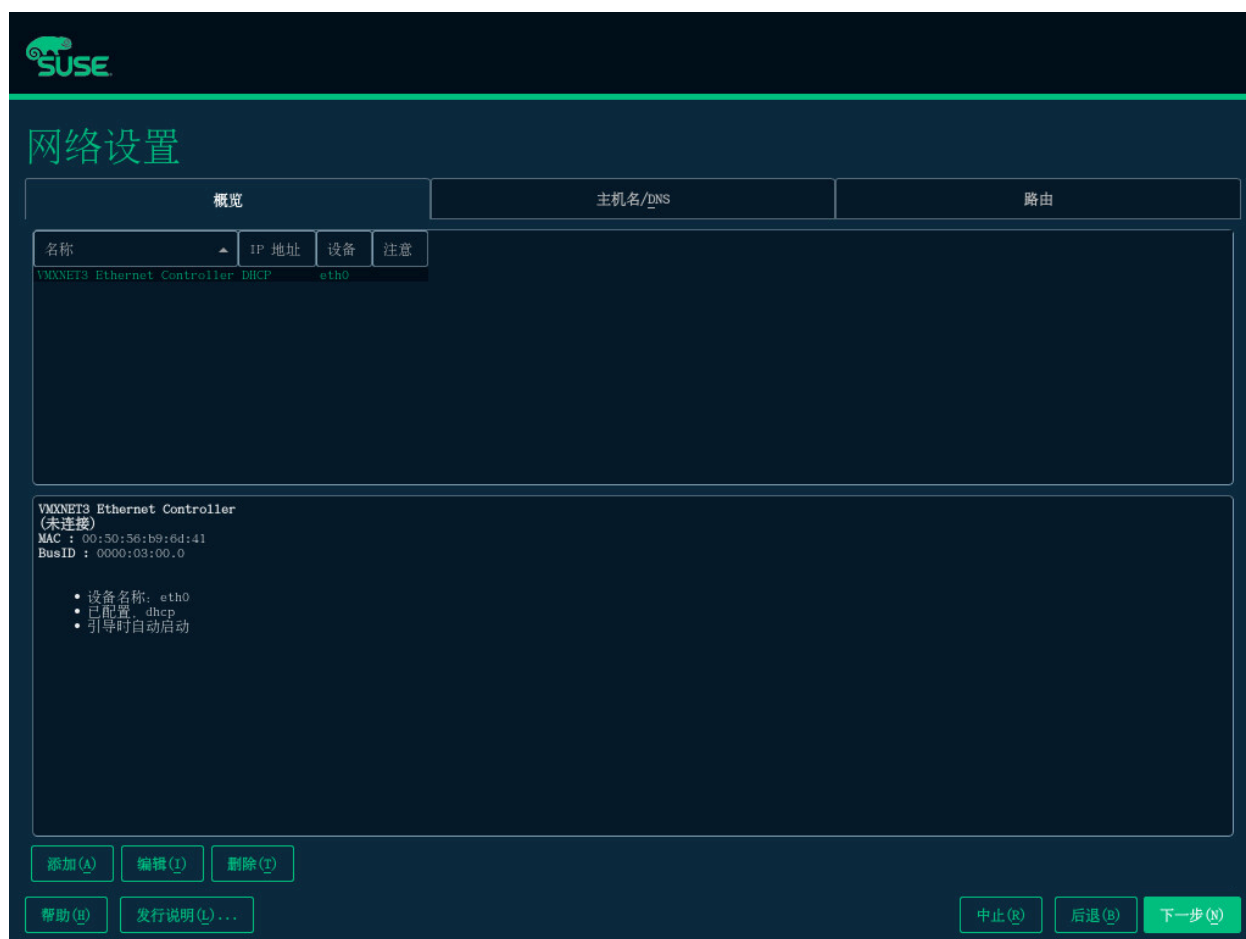 SUSE
网络设置
概览
主机名/DNS
路由
名称 IP 地址 设备 注意
VMXNET3 Ethernet Controller DHCP eth0
VMXNET3 Ethernet Controller
(未连接)
MAC : 00:50:56:b9:6d:41
BusID : 0000:03:00.0
• 设备名称: eth0
• 已配置, dhcp
• 引导时自动启动
添加(A) 编辑(I) 删除(T)
帮助(H) 发行说明(L)... 中止(R) 后退(B) 下一步(N)